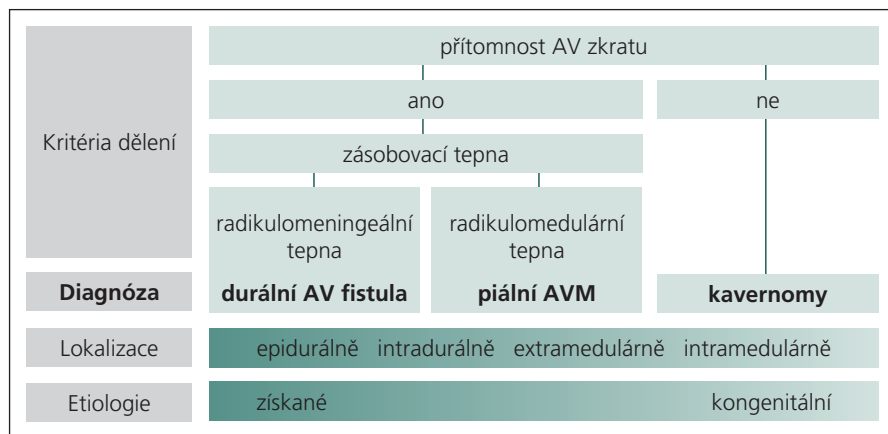 přítomnost AV zkratu
ano
ne
Kritéria dělení
zásobovací tepna
radikulomeningeální
tepna
radikulomedulární
tepna
Diagnóza
durální AV fistula
piální AVM
kavernomy
Lokalizace
epidurálně intradurálně extramedulárně intramedulárně
Etiologie
získané
kongenitální